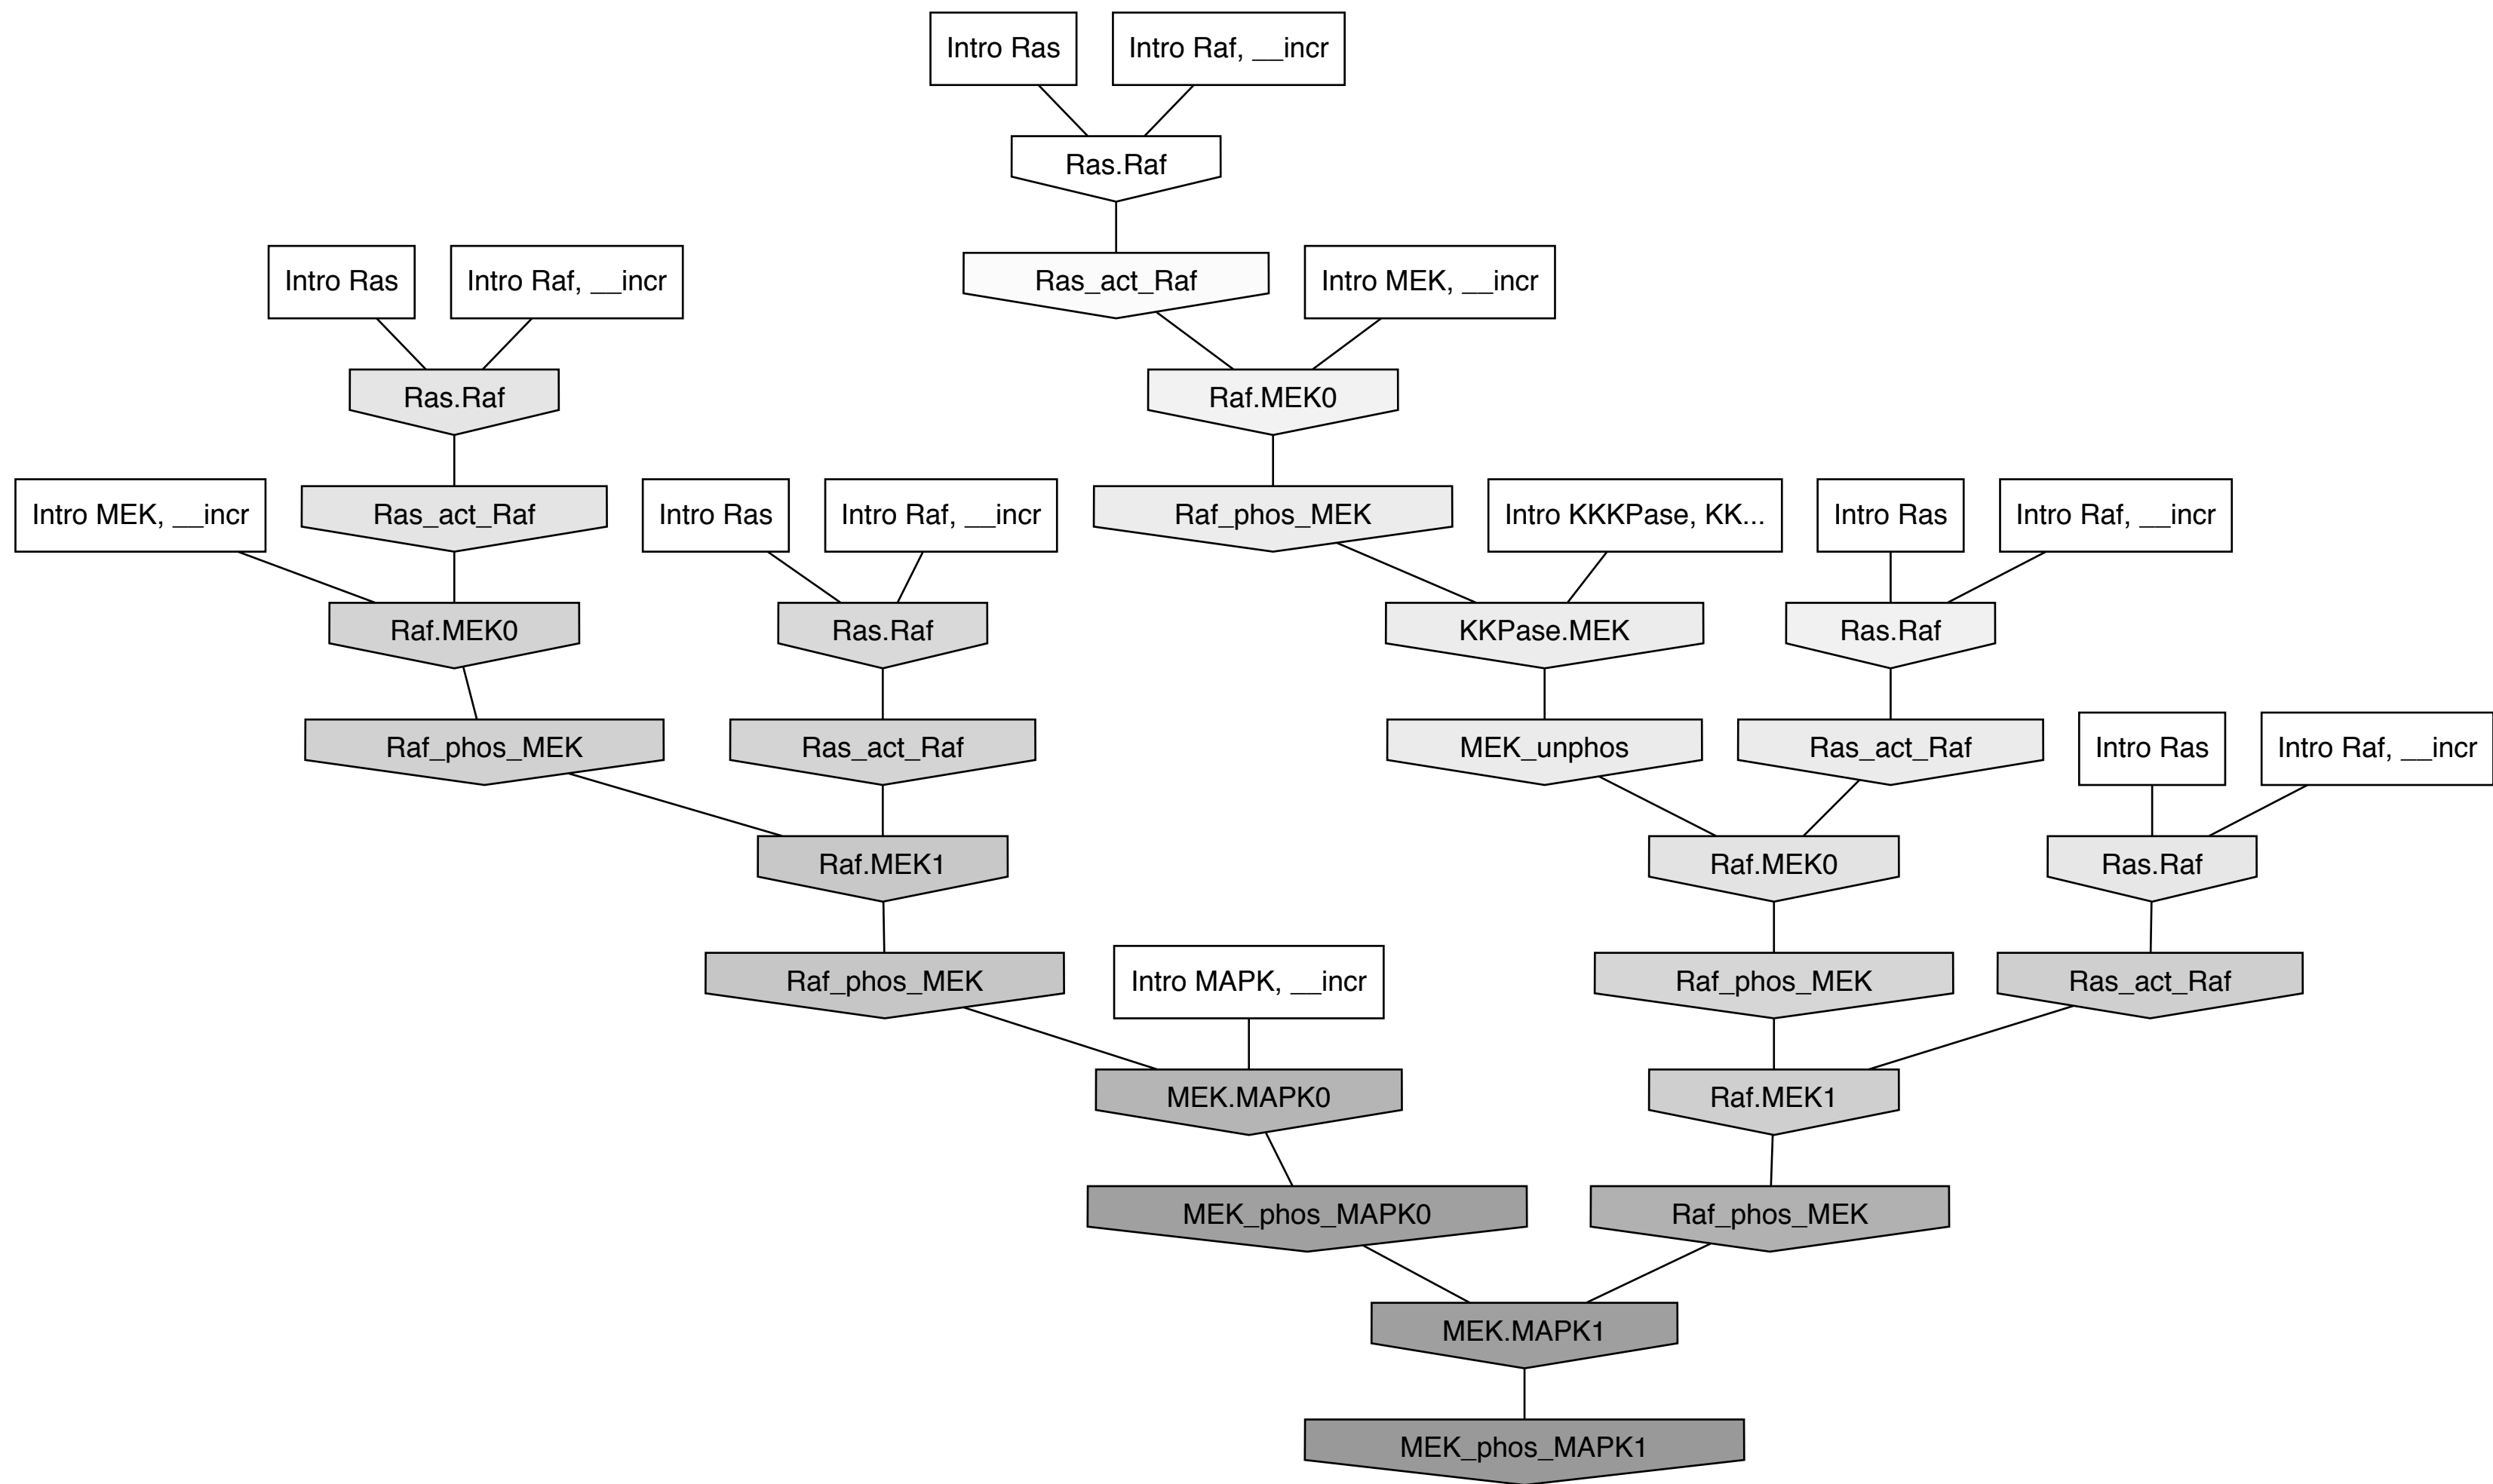 Intro Ras
Intro Raf, __incr
Ras.Raf
Intro Ras
Intro Raf, __incr
Ras_act_Raf
Intro MEK, __incr
Ras.Raf
Raf.MEK0
Intro MEK, __incr
Ras_act_Raf
Intro Ras
Intro Raf, __incr
Raf_phos_MEK
Intro KKKPase, KK...
Intro Ras
Intro Raf, __incr
Raf.MEK0
Ras.Raf
KKPase.MEK
Ras.Raf
Raf_phos_MEK
Ras_act_Raf
MEK_unphos
Ras_act_Raf
Intro Ras
Intro Raf, __incr
Raf.MEK1
Raf.MEK0
Ras.Raf
Raf_phos_MEK
Intro MAPK, __incr
Raf_phos_MEK
Ras_act_Raf
MEK.MAPK0
Raf.MEK1
MEK_phos_MAPK0
Raf_phos_MEK
MEK.MAPK1
MEK_phos_MAPK1